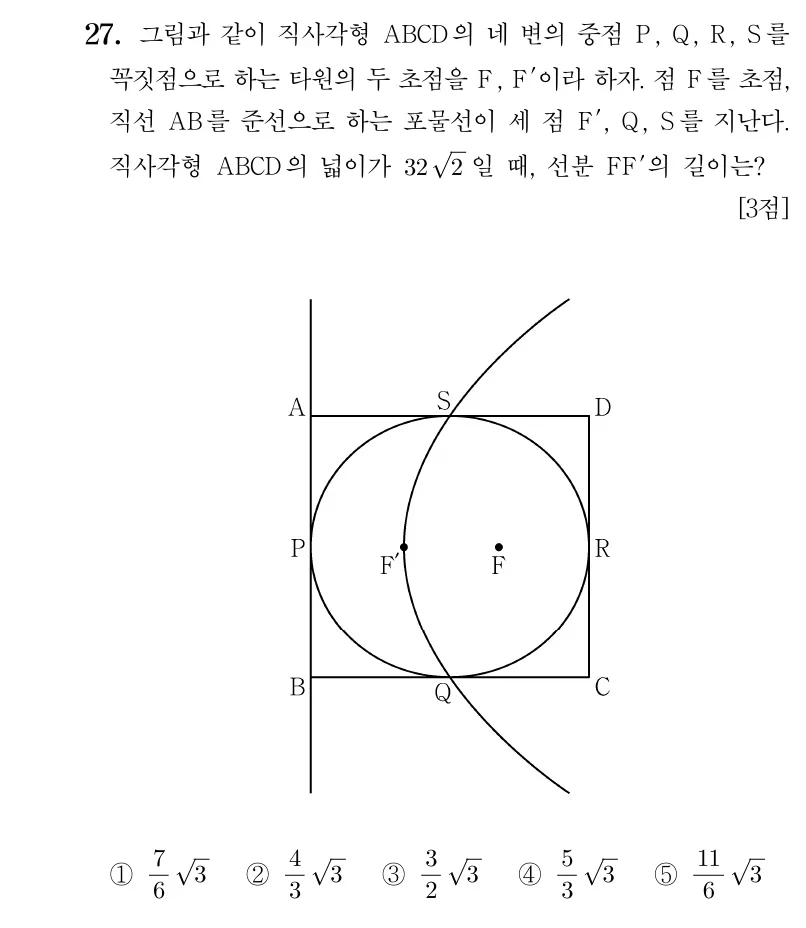 27. 그림과 같이 직사각형 ABCD의 네 변의 중점 P, Q, R, S를
꼭짓점으로 하는 타원의 두 초점을 F, F′이라 하자. 점 F를 초점,
직선 AB를 준선으로 하는 포물선이 세 점 F′, Q, S를 지난다.
직사각형 ABCD의 넓이가 32√2 일 때, 선분 FF′의 길이는?
[3점]
A S D
P F′ F R
B Q C
① 7/6 √3 ② 4/3 √3 ③ 3/2 √3 ④ 5/3 √3 ⑤ 11/6 √3